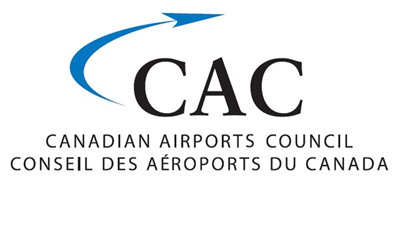 CAC
CANADIAN AIRPORTS COUNCIL
CONSEIL DES AÉROPORTS DU CANADA